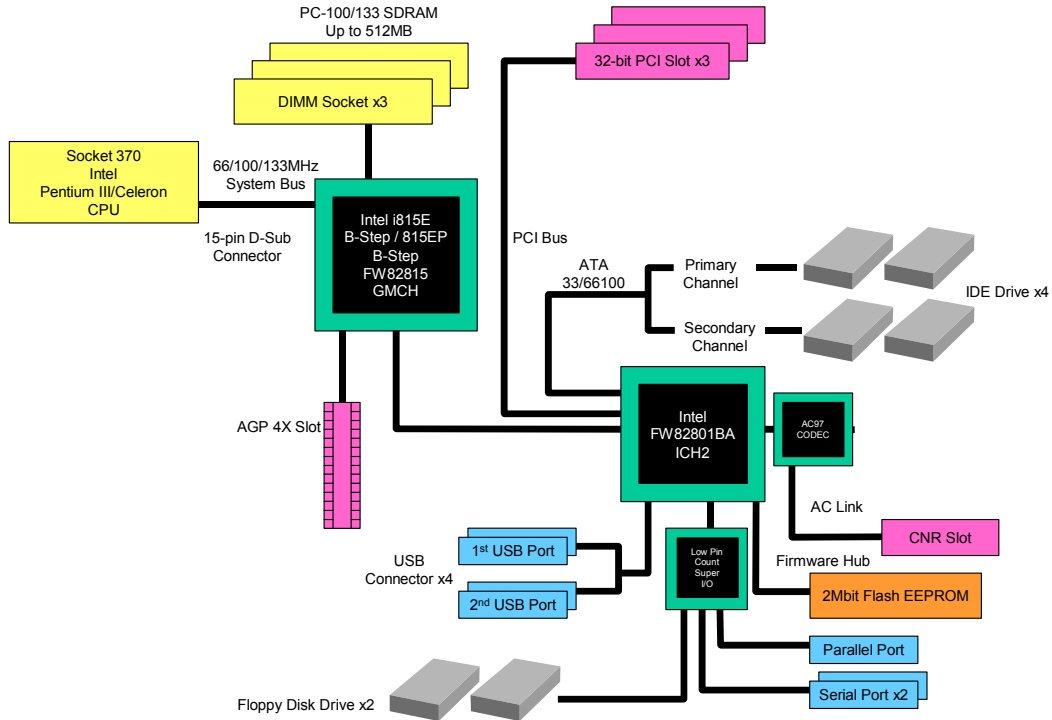 PC-100/133 SDRAM
Up to 512MB
DIMM Socket x3
32-bit PCI Slot x3
Socket 370
Intel
Pentium III/Celeron
CPU
66/100/133MHz
System Bus
15-pin D-Sub
Connector
Intel i815E
B-Step / 815EP
B-Step
FW82815
GMCH
PCI Bus
ATA
33/66100
Primary
Channel
Secondary
Channel
IDE Drive x4
AGP 4X Slot
Intel
FW82801BA
ICH2
AC97
CODEC
AC Link
CNR Slot
USB
Connector x4
1st USB Port
2nd USB Port
Low Pin
Count
Super
I/O
Firmware Hub
2Mbit Flash EEPROM
Parallel Port
Serial Port x2
Floppy Disk Drive x2